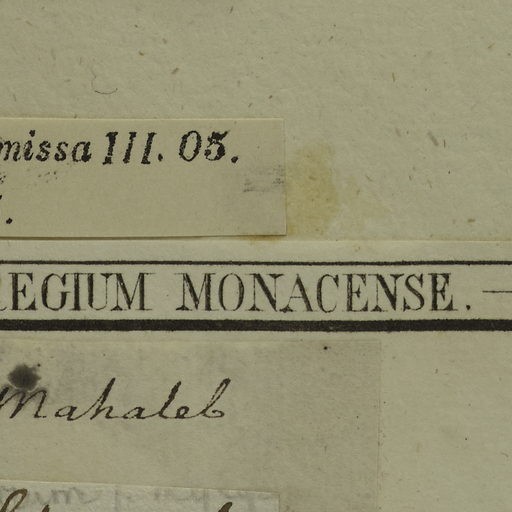 missa III. 05.
REGIUM MONACENSE. —
Mahaleb